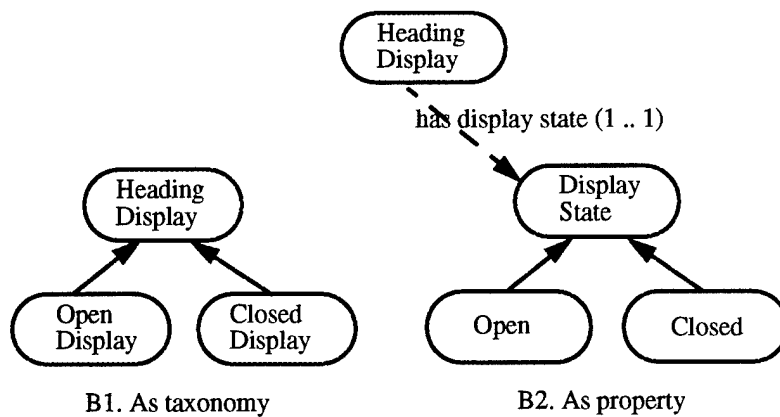 Heading
Display
has display state (1 .. 1)
Heading
Display
Display
State
Open
Display
Closed
Display
Open
Closed
B1. As taxonomy
B2. As property